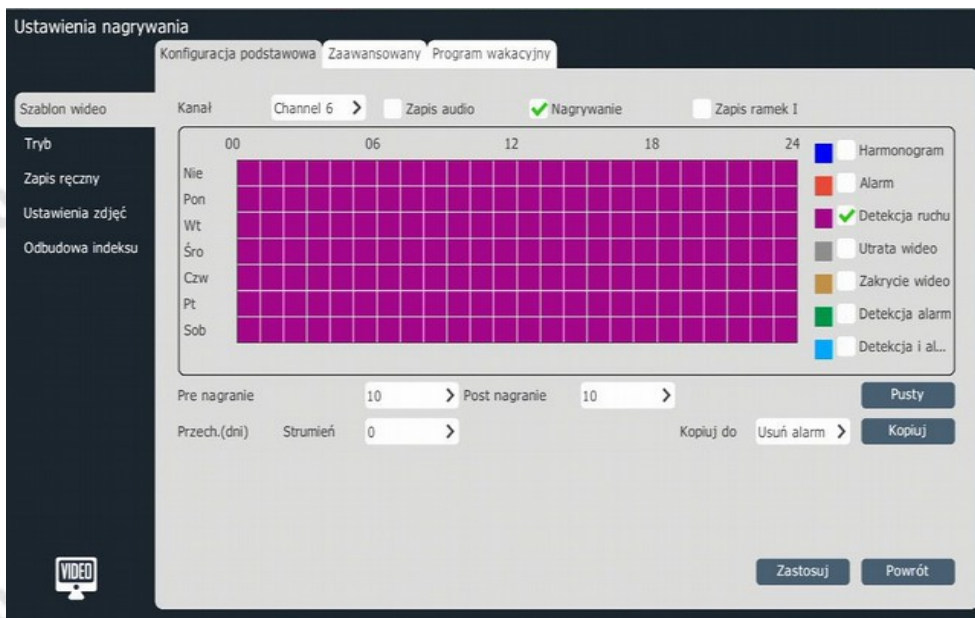 Ustawienia nagrywania
Konfiguracja podstawowa Zaawansowany Program wakacyjny
Szablon wideo
Tryb
Zapis ręczny
Ustawienia zdjęć
Odbudowa indeksu
Kanał Channel 6 Zapis audio Nagrywanie Zapis ramek I
00 06 12 18 24
Nie
Pon
Wt
Śro
Czw
Pt
Sob
Harmonogram
Alarm
Detekcja ruchu
Utrata wideo
Zakrycie wideo
Detekcja alarm
Detekcja i al...
Pre nagranie 10 Post nagranie 10 Pusty
Przech.(dni) Strumień 0 Kopiuj do Usuń alarm Kopiuj
VIDEO
Zastosuj Powrót